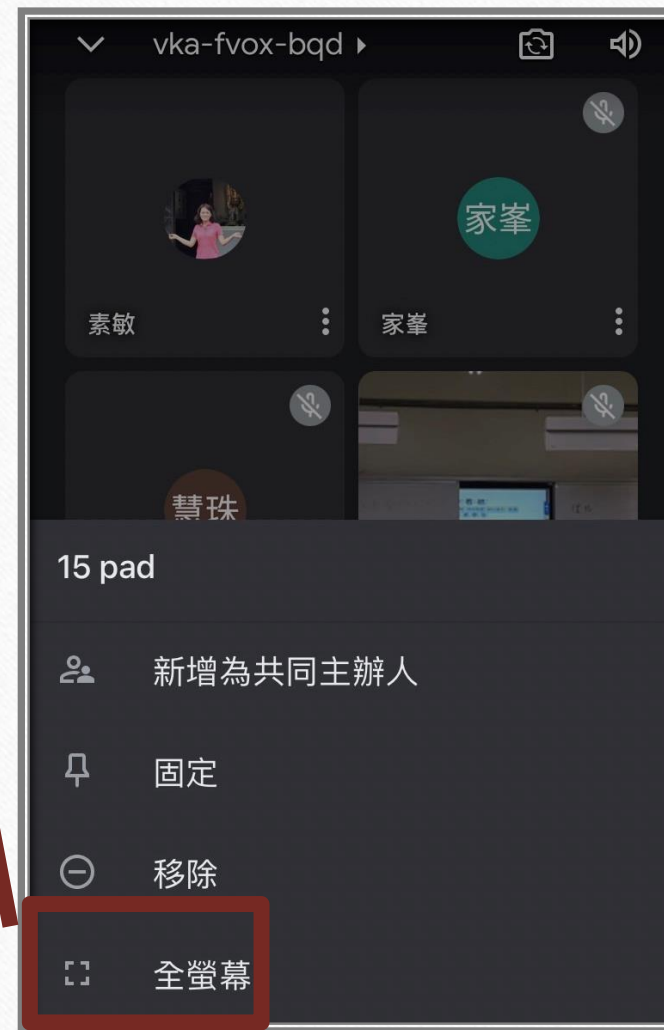 vka-fvox-bqd
家峯
素敏
家峯
慧珠
15 pad
新增為共同主辦人
固定
移除
全螢幕